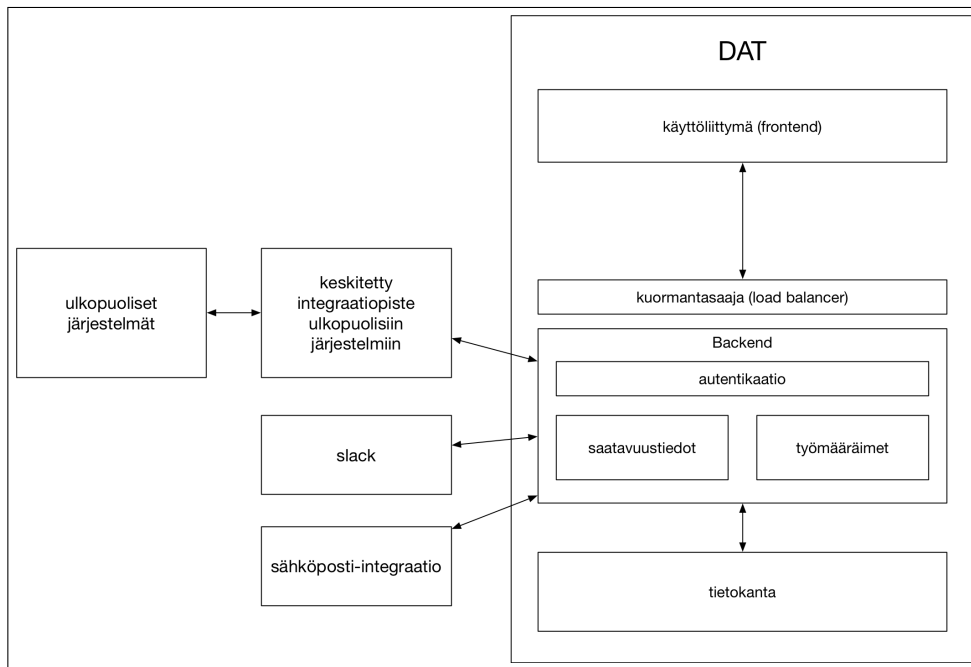 DAT
käyttöliittymä (frontend)
kuormantasaaja (load balancer)
Backend
autentikaatio
saatavuustiedot
työmääräimet
tietokanta
ulkopuoliset
järjestelmät
keskitetty
integraatiopiste
ulkopuolisiin
järjestelmiin
slack
sähköposti-integraatio